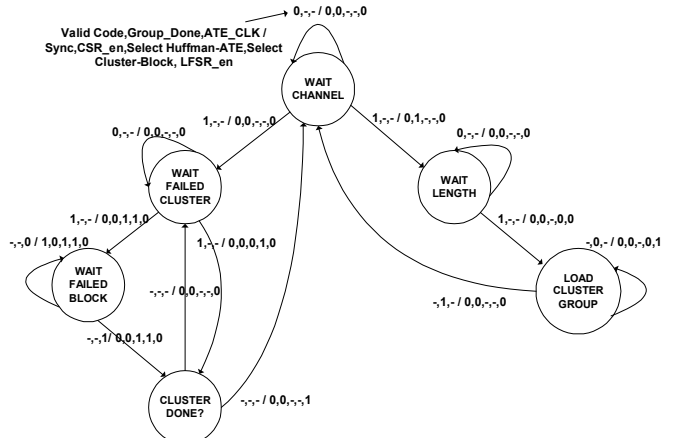 0,-,- / 0,0,-,-,0
Valid Code,Group_Done,ATE_CLK /
Sync,CSR_en,Select Huffman-ATE,Select
Cluster-Block, LFSR_en
WAIT
CHANNEL
1,-,- / 0,0,-,-,0
1,-,- / 0,1,-,-,0
0,-,- / 0,0,-,-,0
0,-,- / 0,0,-,-,0
WAIT
FAILED
CLUSTER
WAIT
LENGTH
1,-,- / 0,0,1,1,0
1,-,- / 0,0,-,0,0
-,-,0 / 1,0,1,1,0
1,-,- / 0,0,0,1,0
-,0,- / 0,0,-,0,1
WAIT
FAILED
BLOCK
LOAD
CLUSTER
GROUP
-,-,- / 0,0,-,-,0
-,1,- / 0,0,-,-,0
-,-,1/ 0,0,1,1,0
CLUSTER
DONE?
-,-,- / 0,0,-,-,1